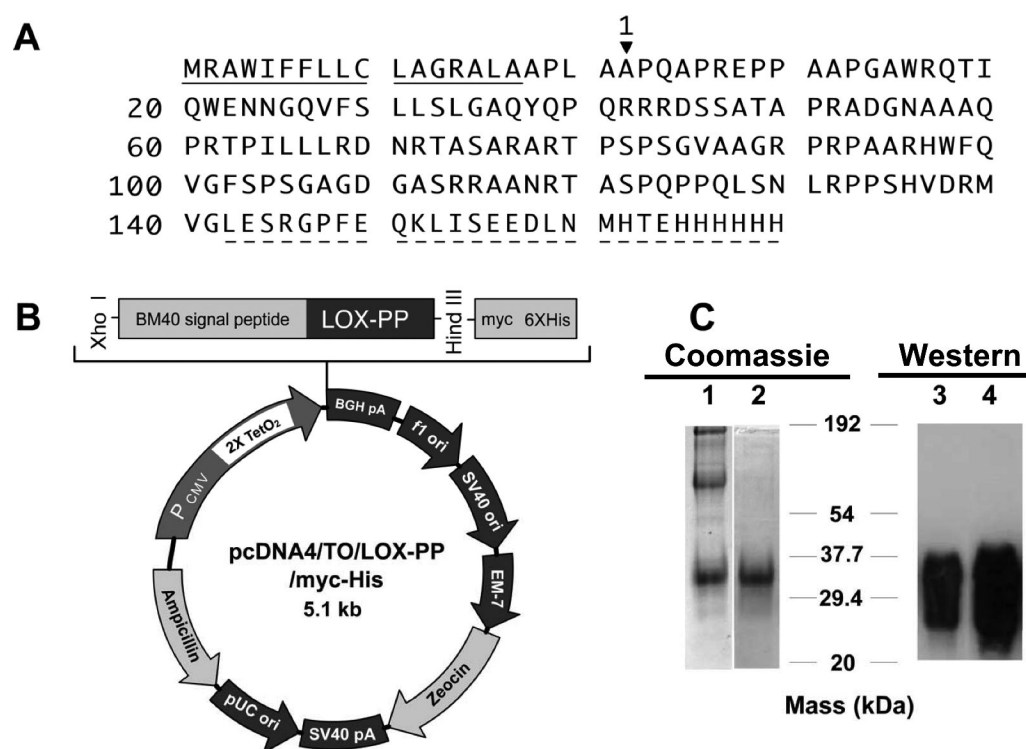 A
1
MRAWIFFLLC LAGRALAAPL AAPQAPREPP AAPGAWRQTI
20 QWENNGQVFS LLSLGAQYQP QRRRDSSATA PRADGNAAAQ
60 PRTPILLLRD NRTASARART PSPSGVAAGR PRPAARHWFQ
100 VGFSPSGAGD GASRRAANRT ASPQPPQLSN LRPPSHVDRM
140 VGLESRGPFE QKLISEEDLN MHTEHHHHHH
B
Xho I
BM40 signal peptide LOX-PP
Hind III
myc 6XHis
BGH pA
f1 ori
SV40 ori
EM-7
Zeocin
SV40 pA
pUC ori
Ampicillin
PCMV
2X TetO2
pcDNA4/TO/LOX-PP
/myc-His
5.1 kb
C
Coomassie Western
1 2 3 4
192
54
37.7
29.4
20
Mass (kDa)